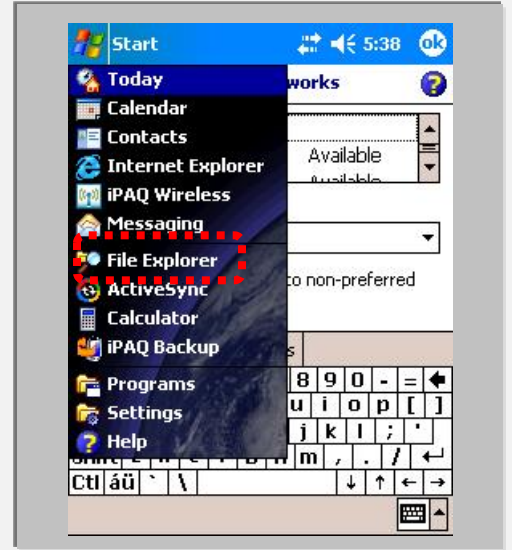 Start 5:38 ok
Today
works ?
Calendar
Contacts
Internet Explorer
Available
iPAQ Wireless
Messaging
File Explorer
to non-preferred
ActiveSync
Calculator
iPAQ Backup
s
8 9 0 - =
Programs
u i o p [ ]
Settings
j k l ; '
Help
m , . /
Ctl áü ` \